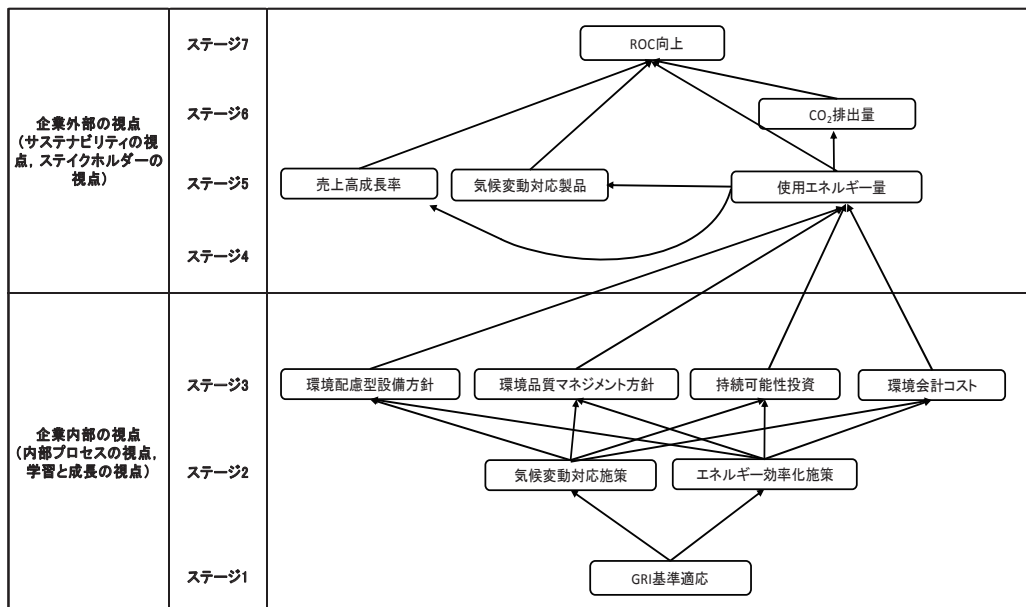 ステージ7
ROC向上
ステージ6
CO₂排出量
企業外部の視点
（サステナビリティの視
点，ステイクホルダーの
視点）
ステージ5
売上高成長率
気候変動対応製品
使用エネルギー量
ステージ4
ステージ3
環境配慮型設備方針
環境品質マネジメント方針
持続可能性投資
環境会計コスト
企業内部の視点
（内部プロセスの視点，
学習と成長の視点）
ステージ2
気候変動対応施策
エネルギー効率化施策
ステージ1
GRI基準適応